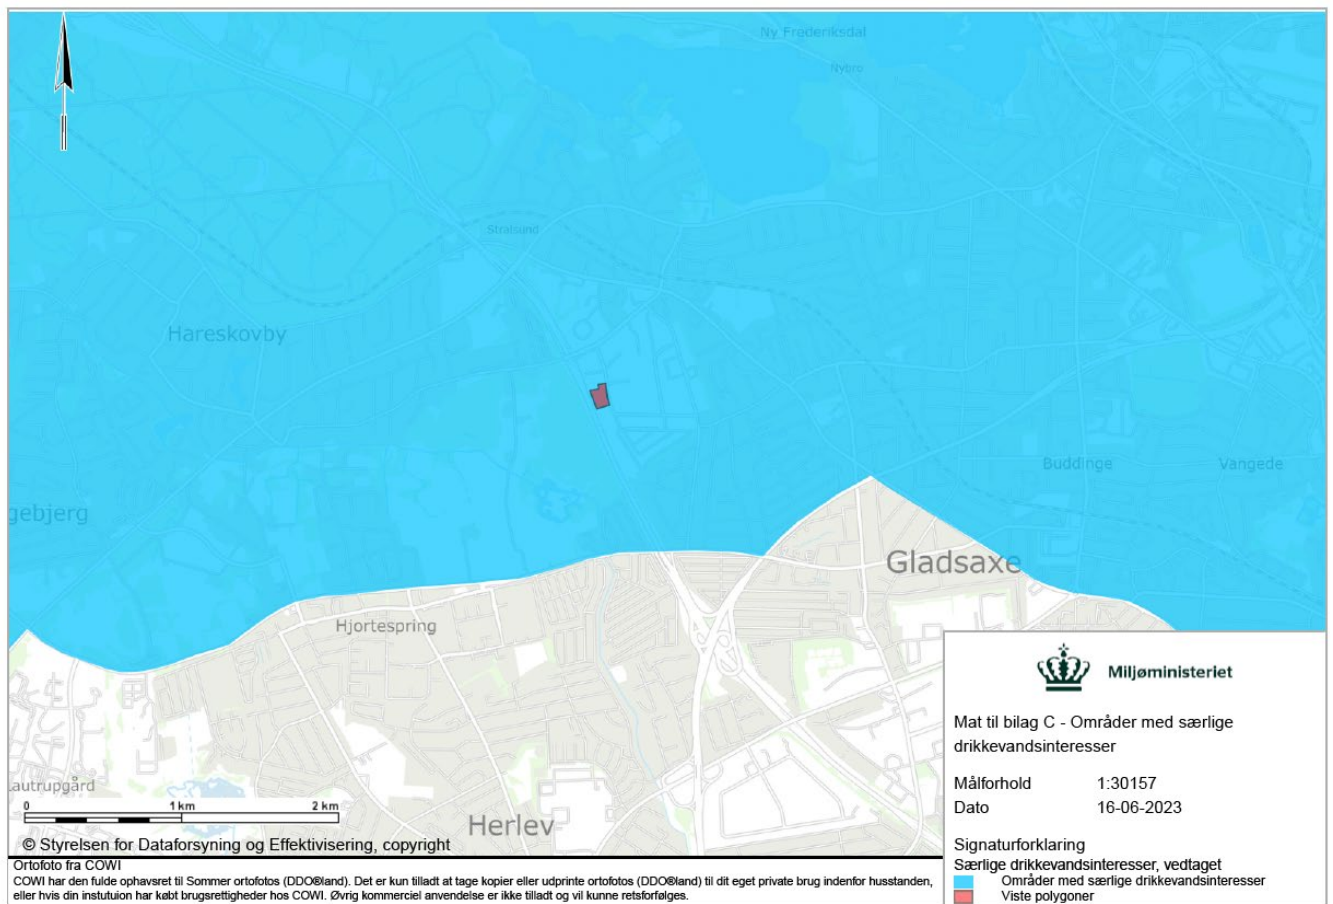 Ny Frederiksdal
Nybro
Stralsund
Hareskovby
Buddinge
Vangede
gebjerg
Gladsaxe
Hjortespring
Miljøministeriet
Mat til bilag C - Områder med særlige
drikkevandsinteresser
Målforhold 1:30157
Dato 16-06-2023
Signaturforklaring
Særlige drikkevandsinteresser, vedtaget
Områder med særlige drikkevandsinteresser
Viste polygoner
autrupgård
0 1 km 2 km
Herlev
© Styrelsen for Dataforsyning og Effektivisering, copyright
Ortofoto fra COWI
COWI har den fulde ophavsret til Sommer ortofotos (DDO®land). Det er kun tilladt at tage kopier eller udprinte ortofotos (DDO®land) til dit eget private brug indenfor husstanden,
eller hvis din instutuion har købt brugsrettigheder hos COWI. Øvrig kommerciel anvendelse er ikke tilladt og vil kunne retsforfølges.